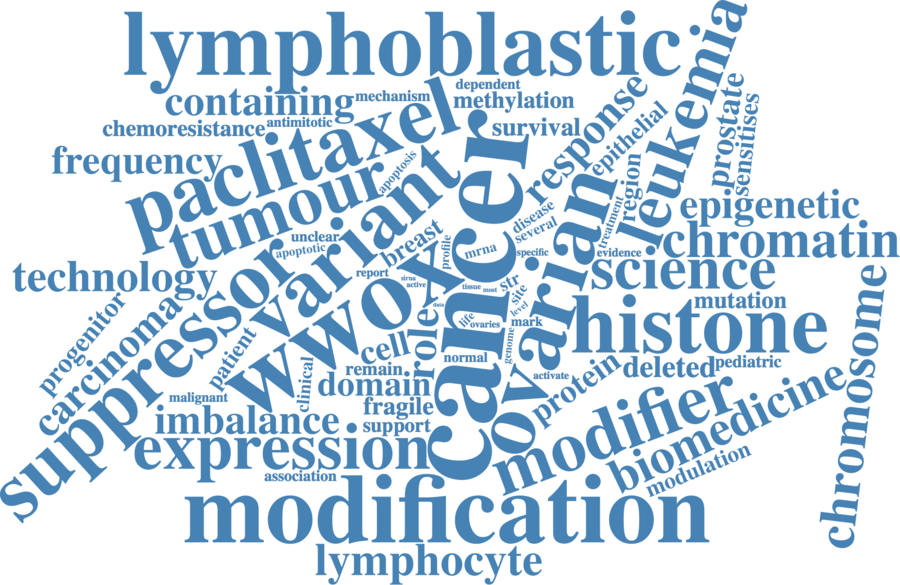 lymphoblastic
leukemia
dependent
containing
mechanism
methylation
chemoresistance
antimitotic
survival
response
epithelial
prostate
sensitises
frequency
paclitaxel
tumour
apoptosis
cancer
region
epigenetic
unclear
apoptotic
variant
breast
profile
mrna
disease
several
specific
treatment
evidence
chromatin
technology
suppressor
report
sirna
active
tissue
most
str
site
level
science
mutation
ovarian
histone
chromosome
progenitor
carcinoma
patient
wwox
data
life
ovaries
mark
genome
role
cell
normal
remain
domain
clinical
malignant
activate
protein
deleted
pediatric
imbalance
fragile
support
expression
modifier
biomedicine
modulation
association
modification
lymphocyte